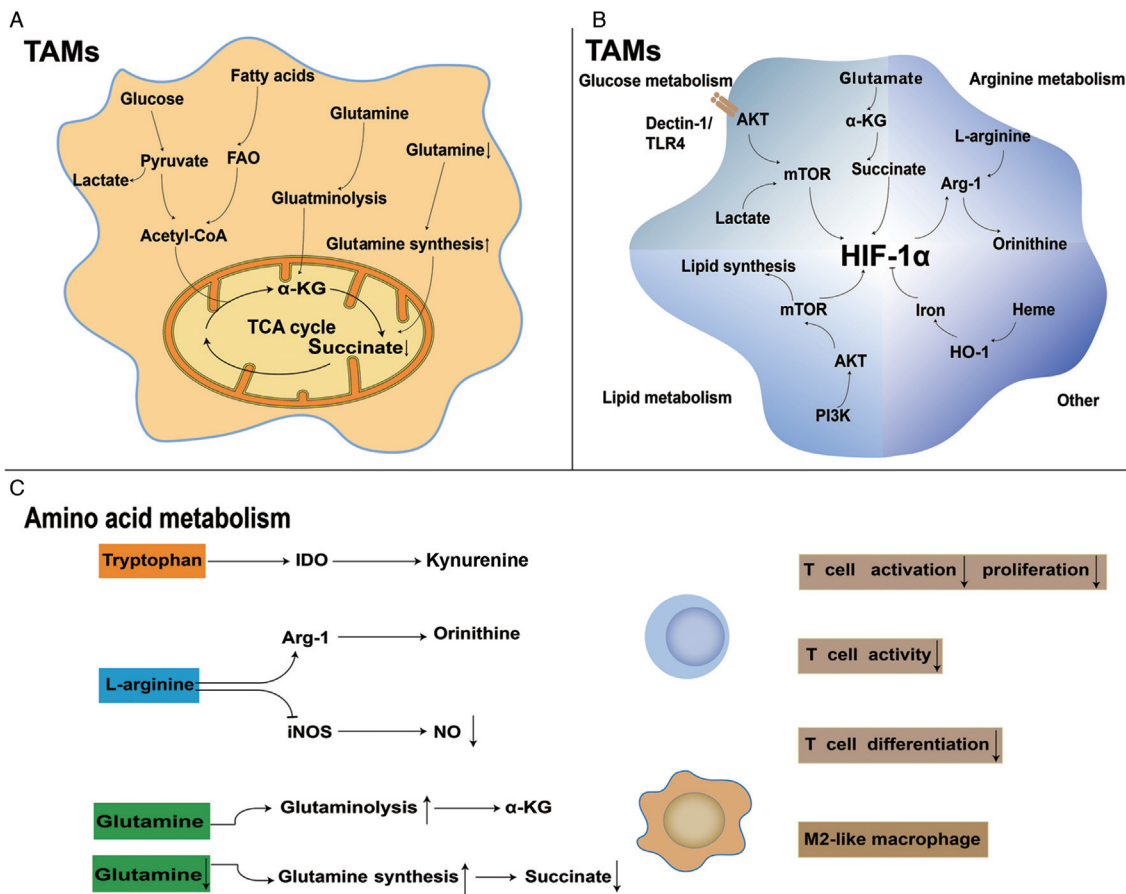 A
TAMs
Fatty acids
Glucose
Glutamine
Glutamine↓
Pyruvate
FAO
Lactate
Gluatminolysis
Acetyl-CoA
Glutamine synthesis↑
α-KG
TCA cycle
Succinate↓
B
TAMs
Glucose metabolism
Glutamate
Arginine metabolism
Dectin-1/
TLR4
AKT
α-KG
L-arginine
mTOR
Succinate
Arg-1
Lactate
Orinithine
HIF-1α
Lipid synthesis
mTOR
Iron
Heme
HO-1
AKT
Lipid metabolism
PI3K
Other
C
Amino acid metabolism
Tryptophan
IDO
Kynurenine
T cell activation↓ proliferation↓
Arg-1
Orinithine
L-arginine
T cell activity↓
iNOS
NO↓
T cell differentiation↓
Glutamine
Glutaminolysis↑
α-KG
M2-like macrophage
Glutamine↓
Glutamine synthesis↑
Succinate↓